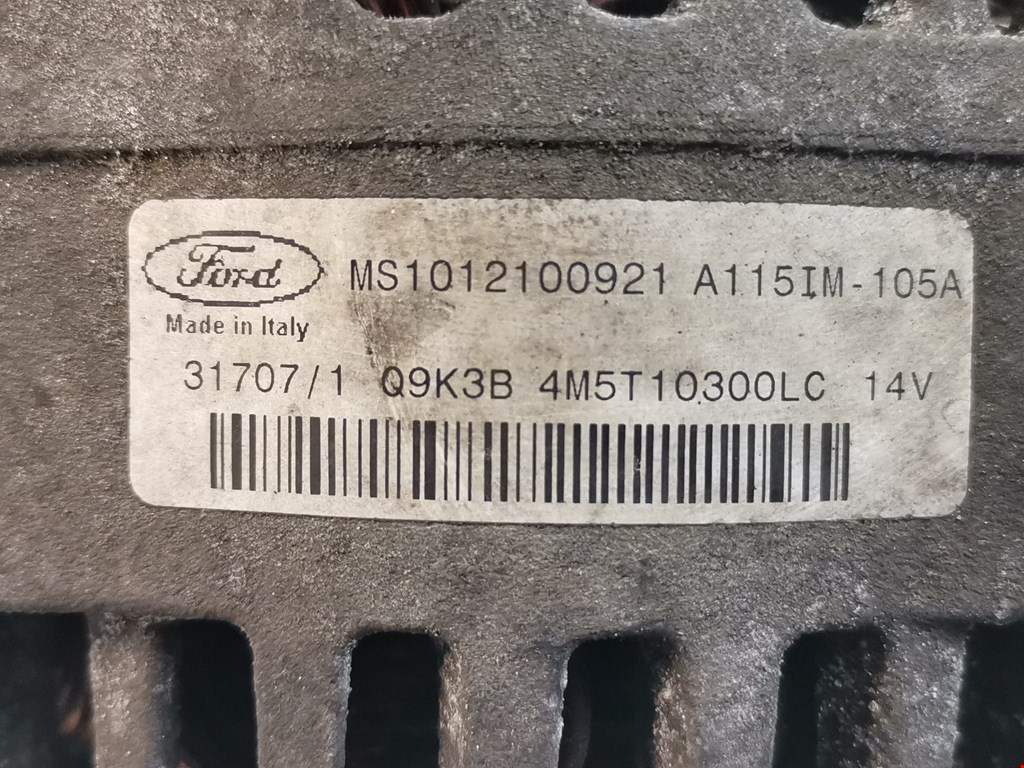 Ford MS1012100921 A115IM-105A
Made in Italy
31707/1 Q9K3B 4M5T10300LC 14V